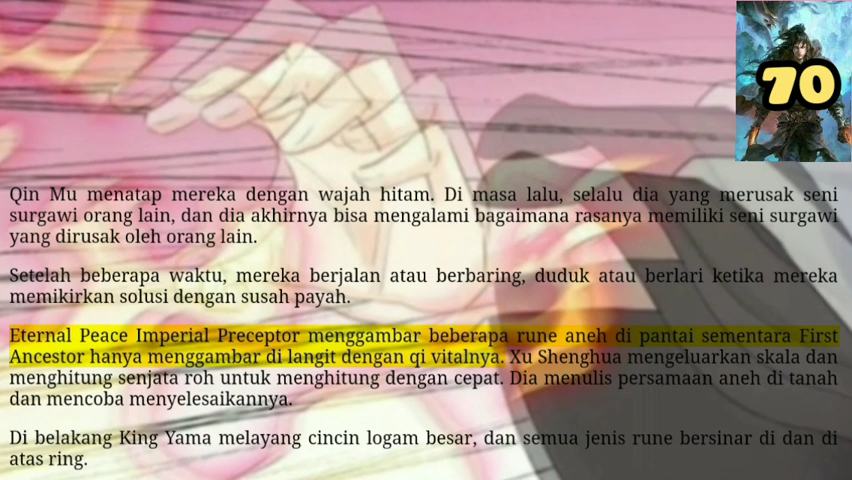 70
Qin Mu menatap mereka dengan wajah hitam. Di masa lalu, selalu dia yang merusak seni
surgawi orang lain, dan dia akhirnya bisa mengalami bagaimana rasanya memiliki seni surgawi
yang dirusak oleh orang lain.
Setelah beberapa waktu, mereka berjalan atau berbaring, duduk atau berlari ketika mereka
memikirkan solusi dengan susah payah.
Eternal Peace Imperial Preceptor menggambar beberapa rune aneh di pantai sementara First
Ancestor hanya menggambar di langit dengan qi vitalnya. Xu Shenghua mengeluarkan skala dan
menghitung senjata roh untuk menghitung dengan cepat. Dia menulis persamaan aneh di tanah
dan mencoba menyelesaikannya.
Di belakang King Yama melayang cincin logam besar, dan semua jenis rune bersinar di dan di
atas ring.